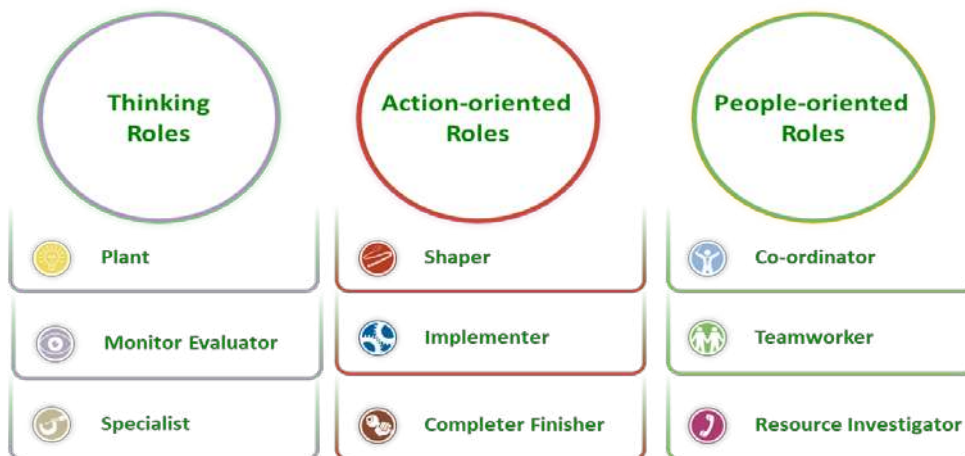 Thinking
Roles
Plant
Monitor Evaluator
Specialist
Action-oriented
Roles
Shaper
Implementer
Completer Finisher
People-oriented
Roles
Co-ordinator
Teamworker
Resource Investigator